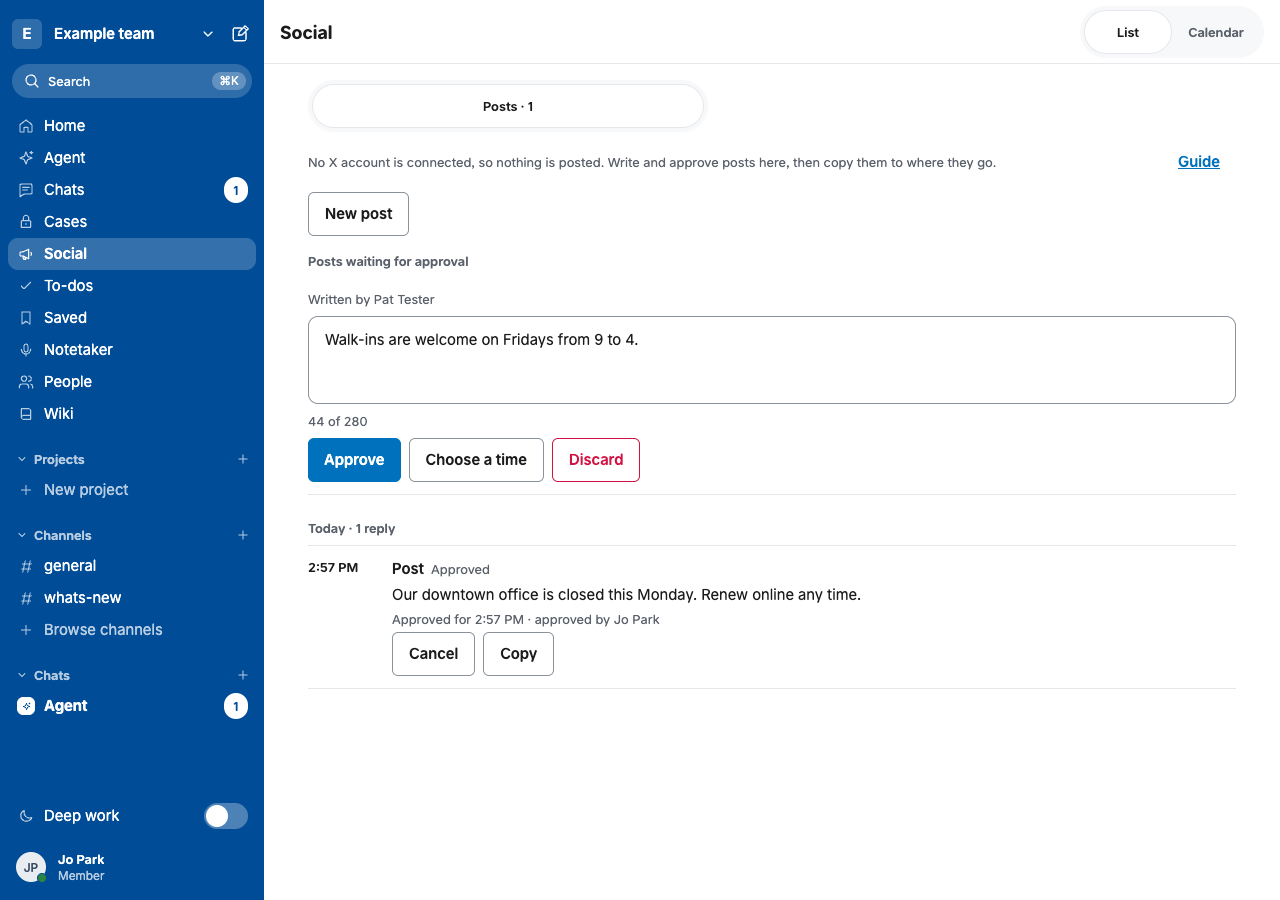 E Example team
Search ⌘K
Home
Agent
Chats 1
Cases
Social
To-dos
Saved
Notetaker
People
Wiki
Projects
New project
Channels
# general
# whats-new
Browse channels
Chats
Agent 1
Deep work
JP Jo Park
Member
Social
List Calendar
Posts · 1
No X account is connected, so nothing is posted. Write and approve posts here, then copy them to where they go. Guide
New post
Posts waiting for approval
Written by Pat Tester
Walk-ins are welcome on Fridays from 9 to 4.
44 of 280
Approve Choose a time Discard
Today · 1 reply
2:57 PM Post Approved
Our downtown office is closed this Monday. Renew online any time.
Approved for 2:57 PM · approved by Jo Park
Cancel Copy